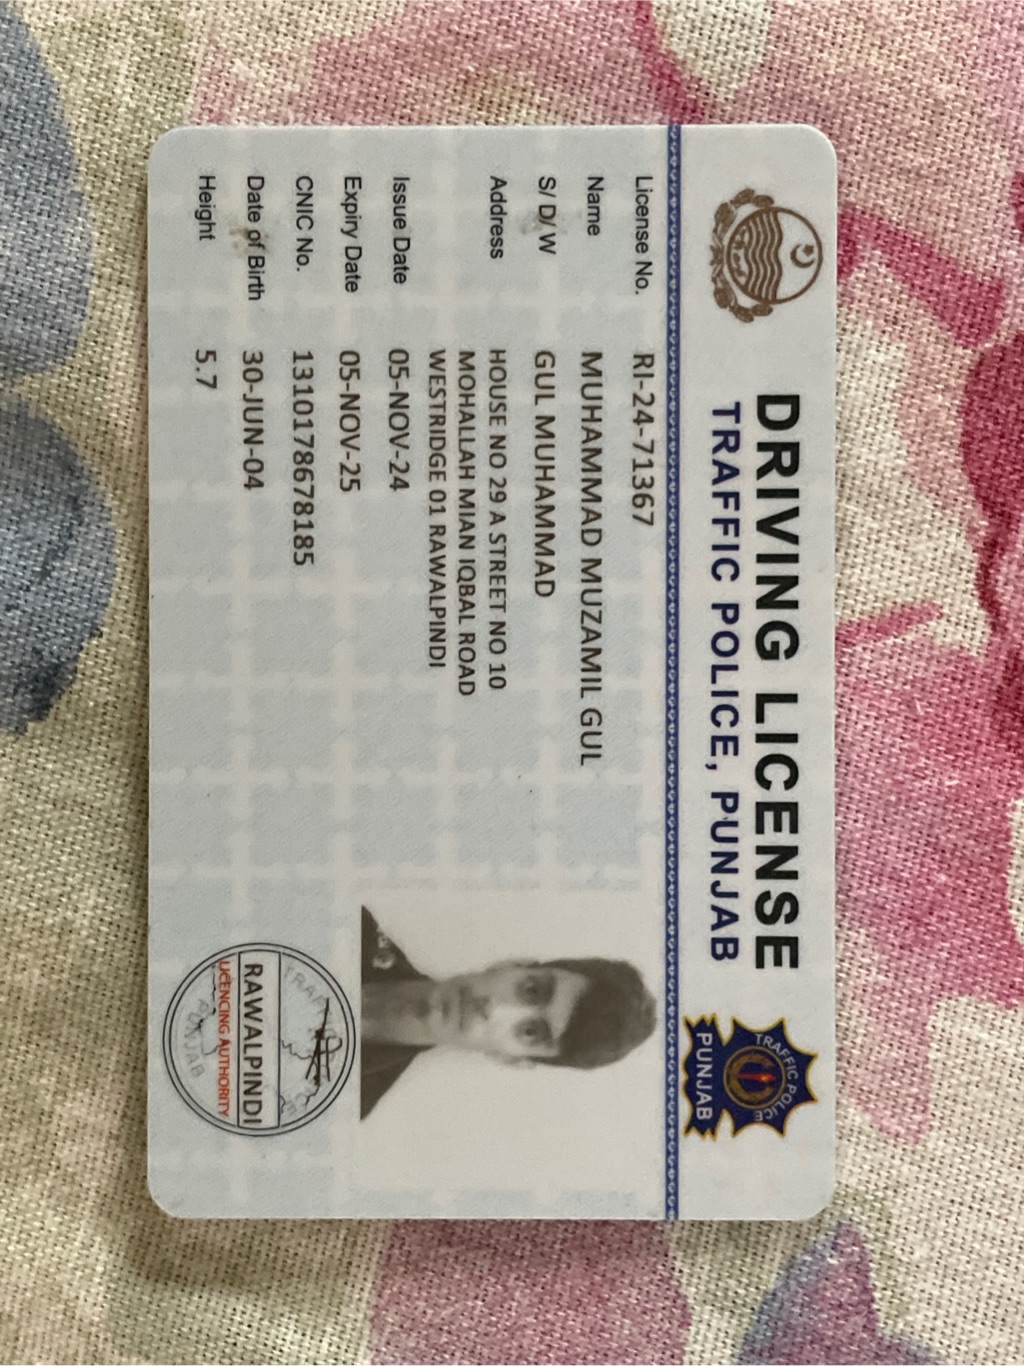 DRIVING LICENSE
TRAFFIC POLICE, PUNJAB
TRAFFIC POLICE
PUNJAB
License No. RI-24-71367
Name MUHAMMAD MUZAMIL GUL
S/D/W GUL MUHAMMAD
Address HOUSE NO 29 A STREET NO 10
MOHALLAH MIAN IQBAL ROAD
WESTRIDGE 01 RAWALPINDI
Issue Date 05-NOV-24
Expiry Date 05-NOV-25
CNIC No. 1310178678185
Date of Birth 30-JUN-04
Height 5.7
RAWALPINDI
LICENCING AUTHORITY